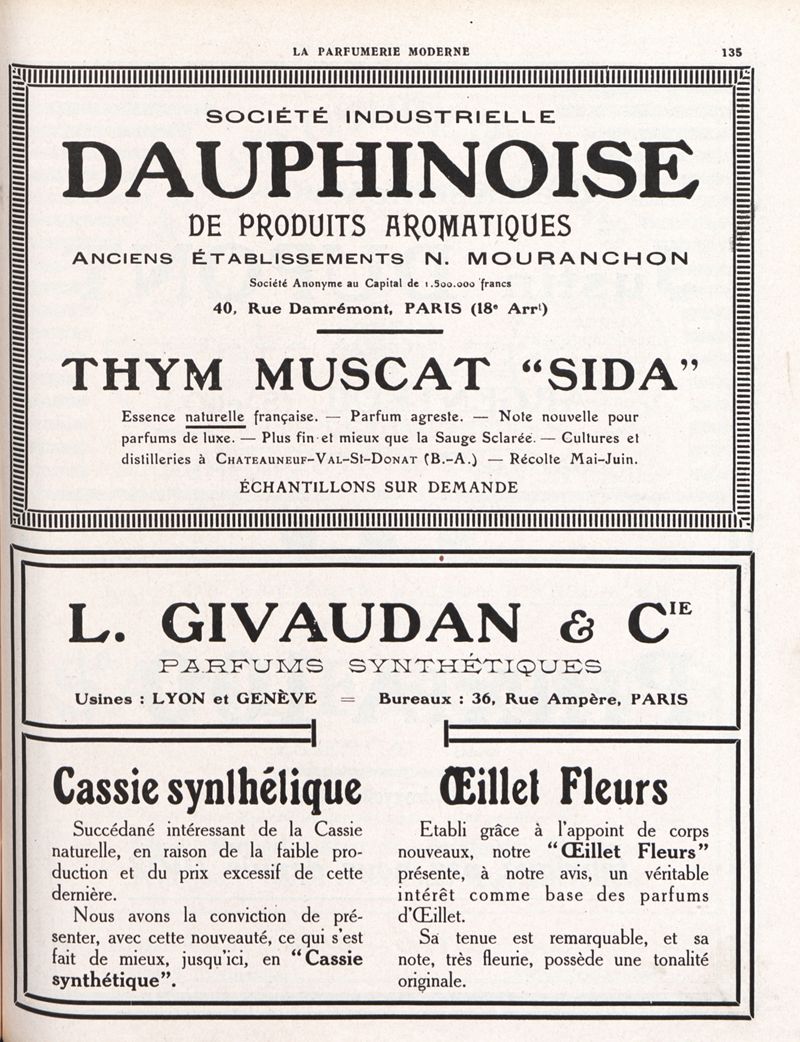 LA PARFUMERIE MODERNE
135
SOCIÉTÉ INDUSTRIELLE
DAUPHINOISE
DE PRODUITS AROMATIQUES
ANCIENS ÉTABLISSEMENTS N. MOURANCHON
Société Anonyme au Capital de 1.500.000 francs
40, Rue Damrémont, PARIS (18e Arrt)
THYM MUSCAT “SIDA”
Essence naturelle française. — Parfum agreste. — Note nouvelle pour
parfums de luxe. — Plus fin et mieux que la Sauge Sclarée. — Cultures et
distilleries à CHATEAUNEUF-VAL-St-DONAT (B.-A.) — Récolte Mai-Juin.
ÉCHANTILLONS SUR DEMANDE
L. GIVAUDAN & CIE
PARFUMS SYNTHÉTIQUES
Usines : LYON et GENÈVE = Bureaux : 36, Rue Ampère, PARIS
Cassie synthétique
Succédané intéressant de la Cassie
naturelle, en raison de la faible pro-
duction et du prix excessif de cette
dernière.
Nous avons la conviction de pré-
senter, avec cette nouveauté, ce qui s'est
fait de mieux, jusqu'ici, en “Cassie
synthétique”.
Œillet Fleurs
Etabli grâce à l'appoint de corps
nouveaux, notre “Œillet Fleurs”
présente, à notre avis, un véritable
intérêt comme base des parfums
d'Œillet.
Sa tenue est remarquable, et sa
note, très fleurie, possède une tonalité
originale.